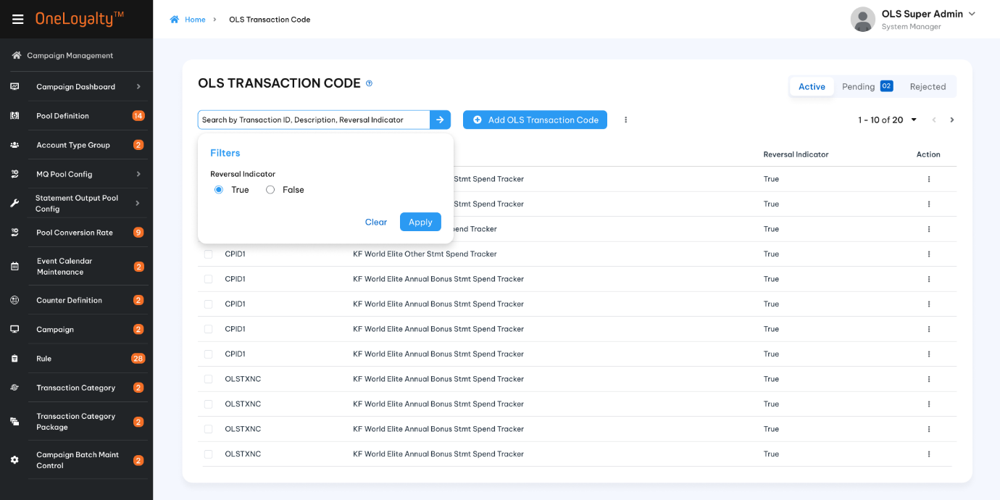 OneLoyalty™
Home
OLS Transaction Code
OLS Super Admin
System Manager
Campaign Management
Campaign Dashboard
Pool Definition 14
Account Type Group 2
MQ Pool Config
Statement Output Pool
Config
Pool Conversion Rate 9
Event Calendar
Maintenance 2
Counter Definition 2
Campaign 2
Rule 28
Transaction Category 2
Transaction Category
Package 2
Campaign Batch Maint
Control 2
OLS TRANSACTION CODE
Active Pending 02 Rejected
Search by Transaction ID, Description, Reversal Indicator
Add OLS Transaction Code
1 - 10 of 20
Filters
Reversal Indicator
True False
Clear Apply
Reversal Indicator Action
Stmt Spend Tracker True
Stmt Spend Tracker True
end Tracker True
CPID1 KF World Elite Other Stmt Spend Tracker True
CPID1 KF World Elite Annual Bonus Stmt Spend Tracker True
CPID1 KF World Elite Annual Bonus Stmt Spend Tracker True
CPID1 KF World Elite Annual Bonus Stmt Spend Tracker True
CPID1 KF World Elite Annual Bonus Stmt Spend Tracker True
OLSTXNC KF World Elite Annual Bonus Stmt Spend Tracker True
OLSTXNC KF World Elite Annual Bonus Stmt Spend Tracker True
OLSTXNC KF World Elite Annual Bonus Stmt Spend Tracker True
OLSTXNC KF World Elite Annual Bonus Stmt Spend Tracker True